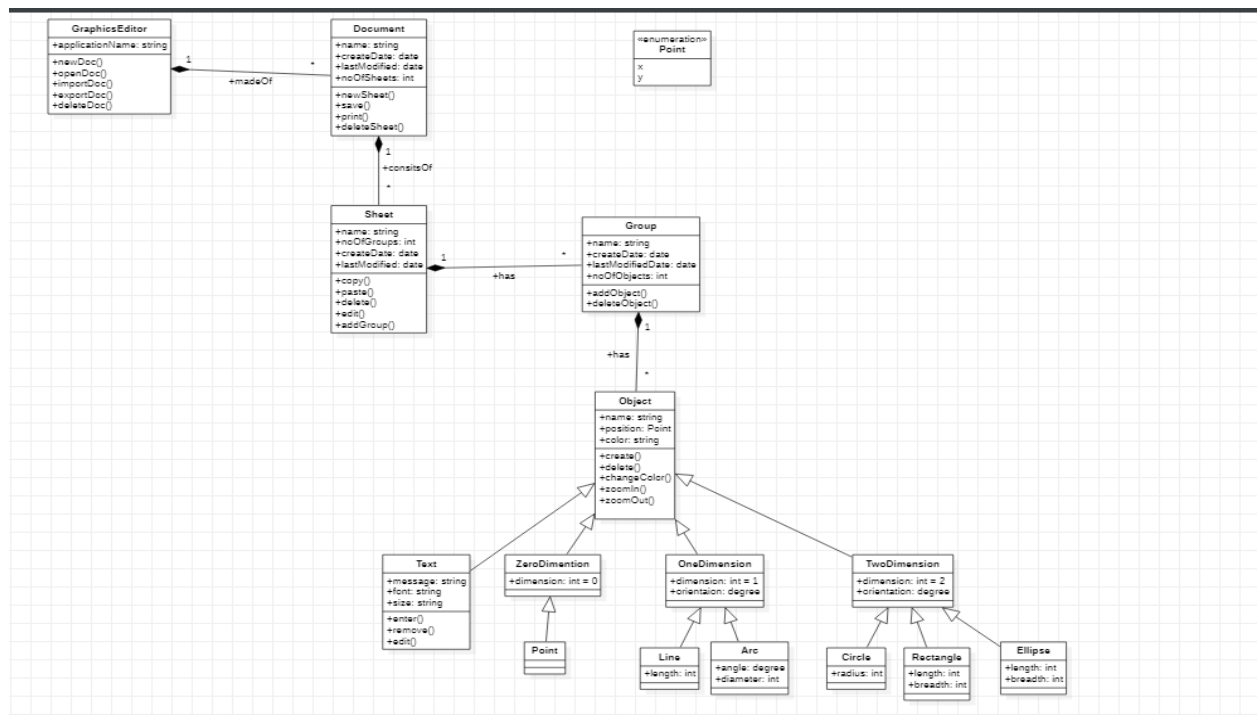 GraphicsEditor
+applicationName: string
+newDoc()
+openDoc()
+importDoc()
+exportDoc()
+deleteDoc()
1
*
+madeOf
Document
+name: string
+createDate: date
+lastModified: date
+noOfSheets: int
+newSheet()
+save()
+print()
+deleteSheet()
«enumeration»
Point
x
y
1
+consitsOf
*
Sheet
+name: string
+noOfGroups: int
+createDate: date
+lastModified: date
+copy()
+paste()
+delete()
+edit()
+addGroup()
1
*
+has
Group
+name: string
+createDate: date
+lastModifiedDate: date
+noOfObjects: int
+addObject()
+deleteObject()
1
+has
*
Object
+name: string
+position: Point
+color: string
+create()
+delete()
+changeColor()
+zoomIn()
+zoomOut()
Text
+message: string
+font: string
+size: string
+enter()
+remove()
+edit()
ZeroDimention
+dimension: int = 0
OneDimension
+dimension: int = 1
+orientaion: degree
TwoDimension
+dimension: int = 2
+orientation: degree
Point
Line
+length: int
Arc
+angle: degree
+diameter: int
Circle
+radius: int
Rectangle
+length: int
+breadth: int
Ellipse
+length: int
+breadth: int